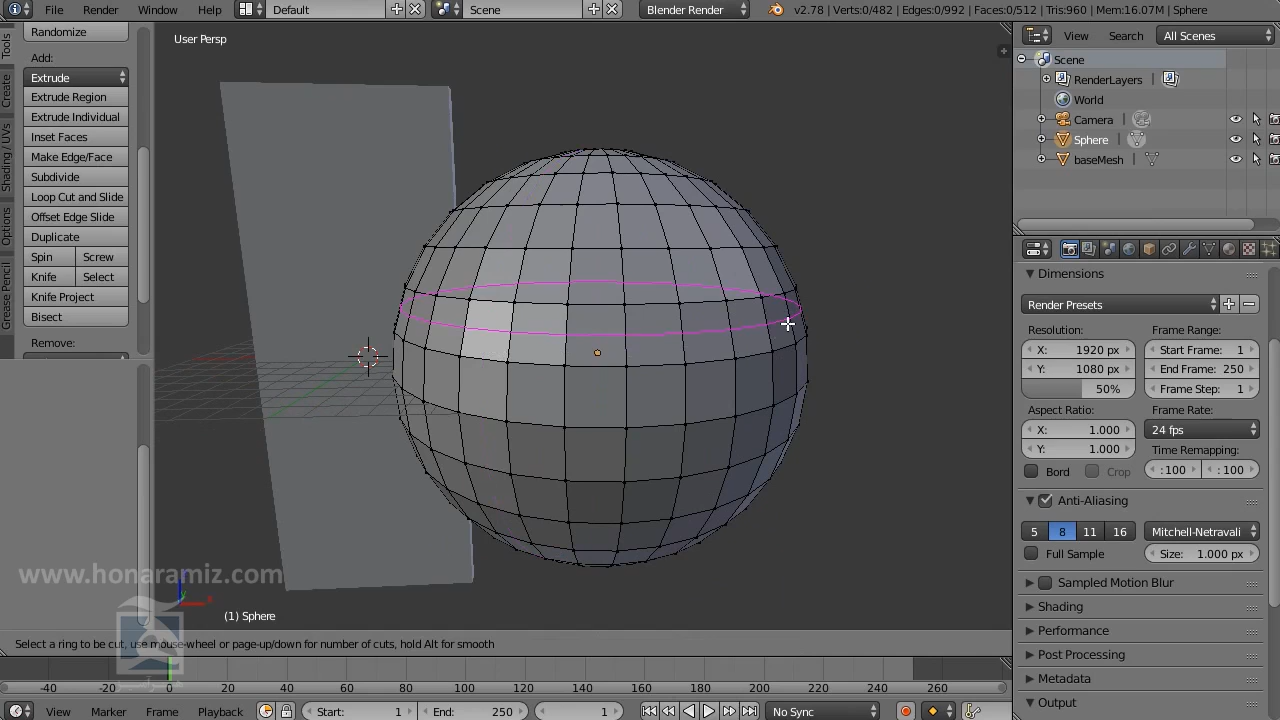 File Render Window Help Default Scene Blender Render v2.78 | Verts:0/482 | Edges:0/992 | Faces:0/512 | Tris:960 | Mem:16.07M | Sphere
Tools
Create
Shading / UVs
Options
Grease Pencil
Randomize
Add:
Extrude
Extrude Region
Extrude Individual
Inset Faces
Make Edge/Face
Subdivide
Loop Cut and Slide
Offset Edge Slide
Duplicate
Spin Screw
Knife Select
Knife Project
Bisect
Remove:
User Persp
(1) Sphere
www.honaramiz.com
Select a ring to be cut, use mouse-wheel or page-up/down for number of cuts, hold Alt for smooth
-40 -20 0 20 40 60 80 100 120 140 160 180 200 220 240 260
View Marker Frame Playback Start: 1 End: 250 1 No Sync
View Search All Scenes
Scene
RenderLayers
World
Camera
Sphere
baseMesh
Dimensions
Render Presets
Resolution: Frame Range:
X: 1920 px Start Frame: 1
Y: 1080 px End Frame: 250
50% Frame Step: 1
Aspect Ratio: Frame Rate:
X: 1.000 24 fps
Y: 1.000 Time Remapping:
Bord Crop :100 :100
Anti-Aliasing
5 8 11 16 Mitchell-Netravali
Full Sample Size: 1.000 px
Sampled Motion Blur
Shading
Performance
Post Processing
Metadata
Output